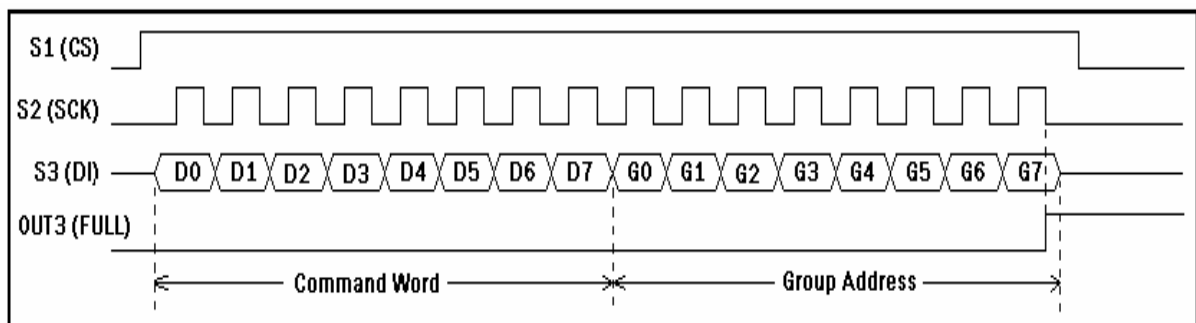 S1 (CS)
S2 (SCK)
S3 (DI) D0 D1 D2 D3 D4 D5 D6 D7 G0 G1 G2 G3 G4 G5 G6 G7
OUT3 (FULL)
Command Word Group Address